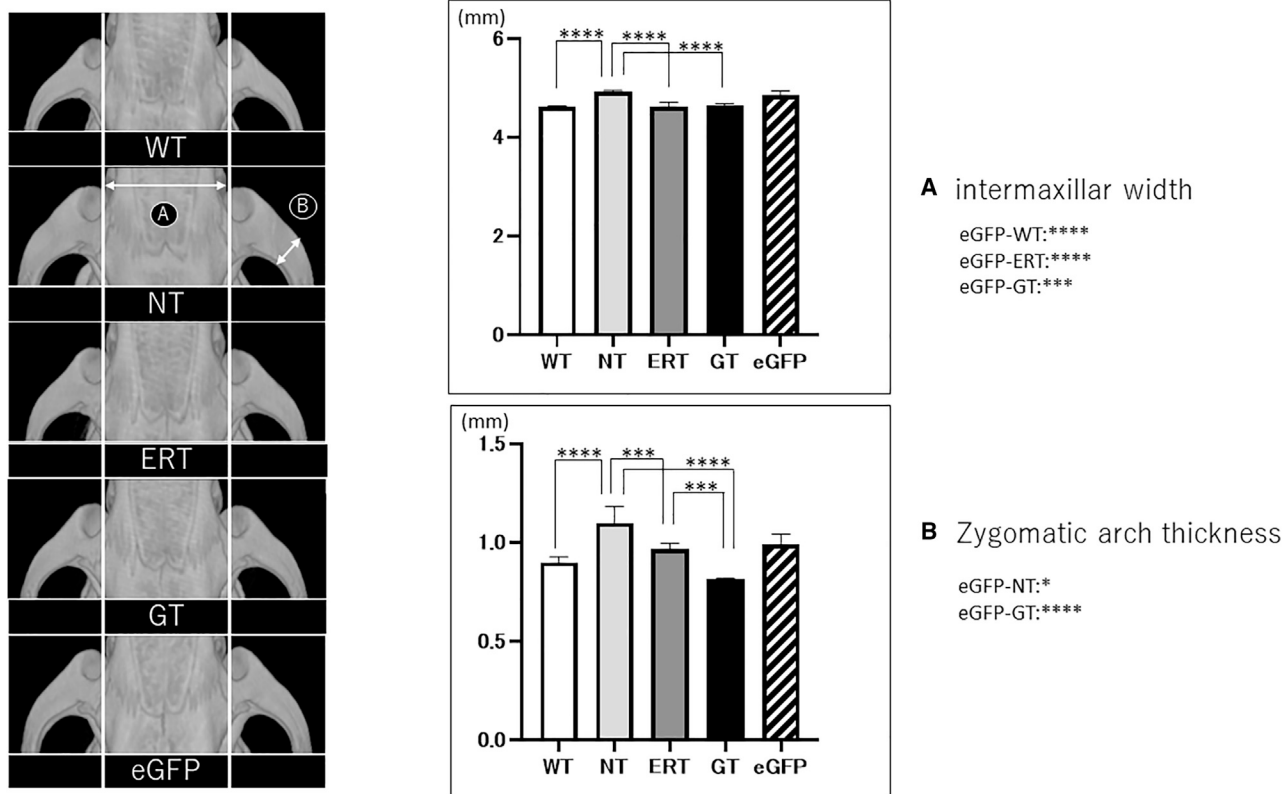 WT
A
B
NT
ERT
GT
eGFP
(mm)
**** **** ****
6
4
2
0
WT NT ERT GT eGFP
A intermaxillar width
eGFP-WT:****
eGFP-ERT:****
eGFP-GT:***
(mm)
**** *** ****
***
1.5
1.0
0.5
0.0
WT NT ERT GT eGFP
B Zygomatic arch thickness
eGFP-NT:*
eGFP-GT:****